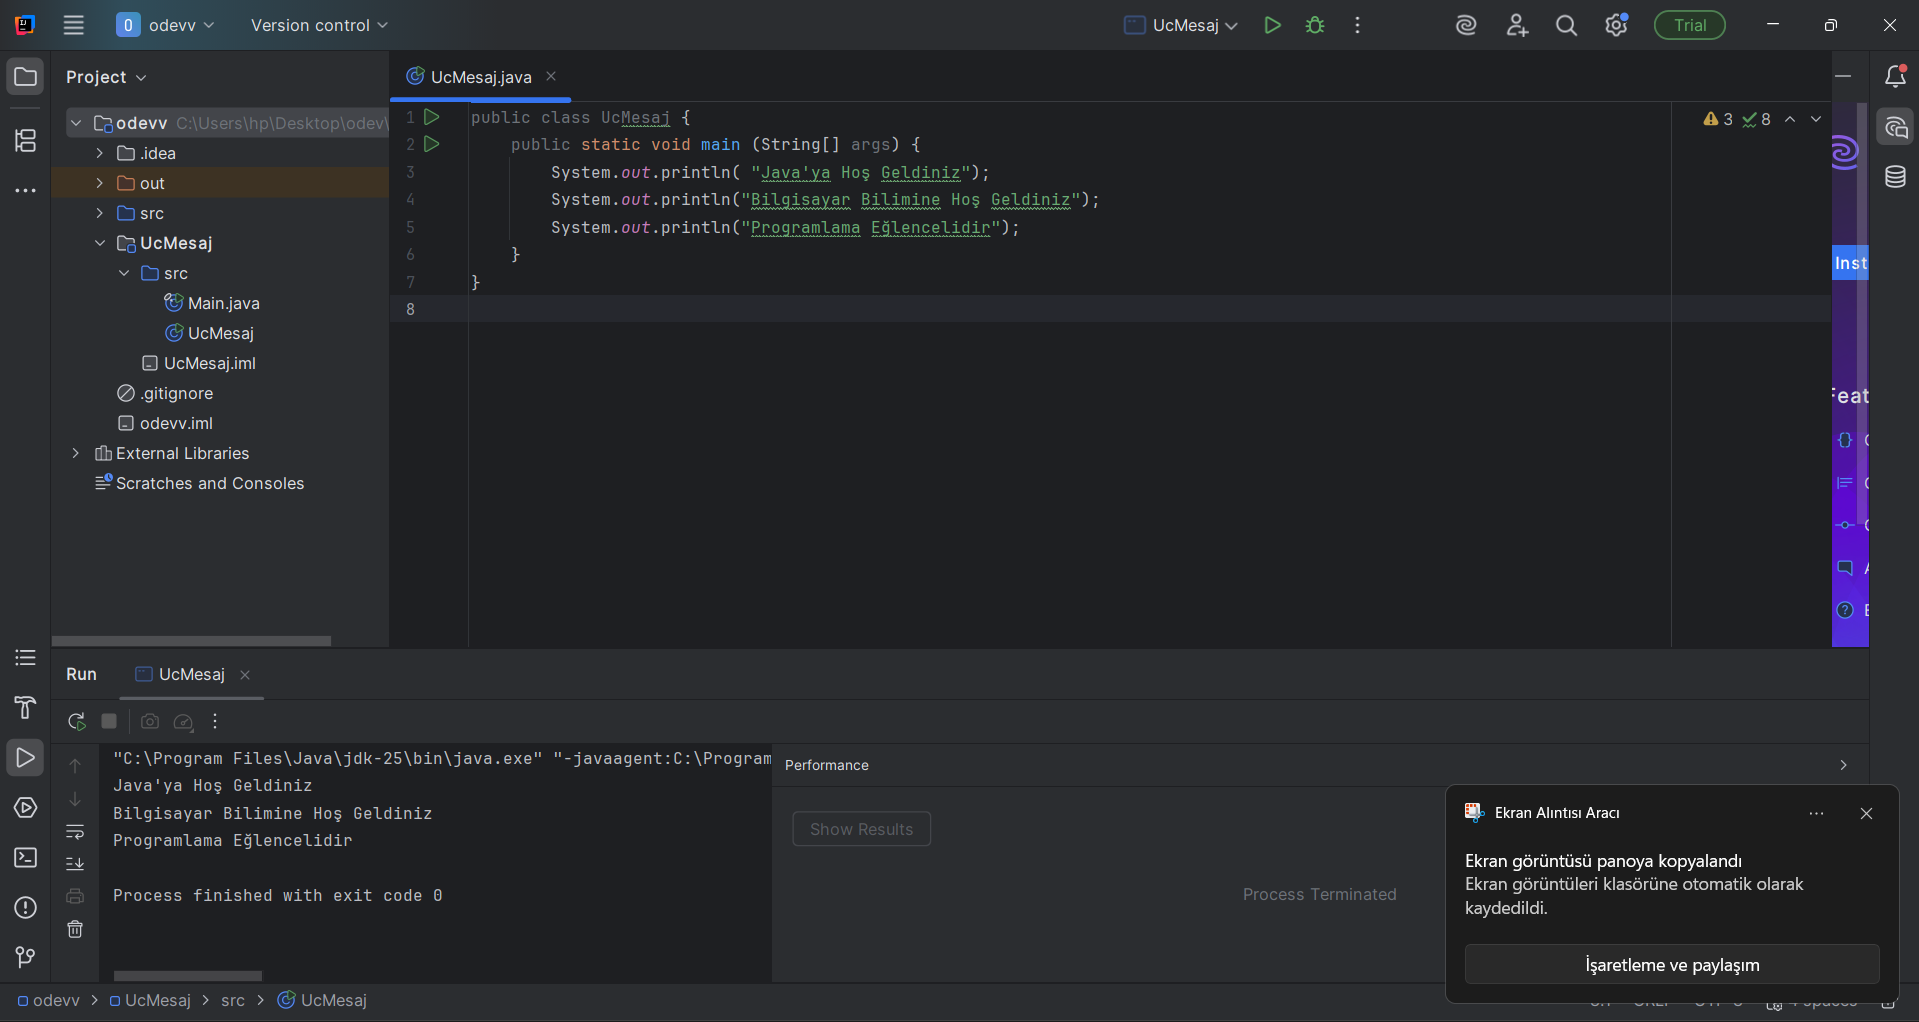 odevv
Version control
UcMesaj
Trial
Project
UcMesaj.java
odevv C:\Users\hp\Desktop\odev\
.idea
out
src
UcMesaj
src
Main.java
UcMesaj
UcMesaj.iml
.gitignore
odevv.iml
External Libraries
Scratches and Consoles
3 8
1 public class UcMesaj {
2 public static void main (String[] args) {
3 System.out.println( "Java'ya Hoş Geldiniz");
4 System.out.println("Bilgisayar Bilimine Hoş Geldiniz");
5 System.out.println("Programlama Eğlencelidir");
6 }
7 }
8
Inst
Feat
Run
UcMesaj
"C:\Program Files\Java\jdk-25\bin\java.exe" "-javaagent:C:\Program
Java'ya Hoş Geldiniz
Bilgisayar Bilimine Hoş Geldiniz
Programlama Eğlencelidir
Process finished with exit code 0
Performance
Show Results
Process Terminated
Ekran Alıntısı Aracı
Ekran görüntüsü panoya kopyalandı
Ekran görüntüleri klasörüne otomatik olarak
kaydedildi.
İşaretleme ve paylaşım
odevv > UcMesaj > src > UcMesaj